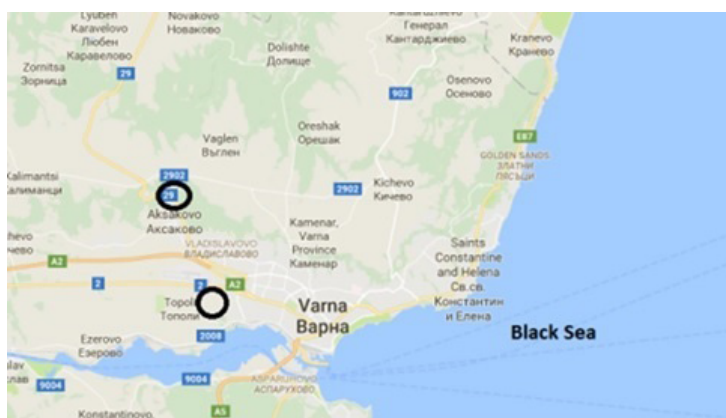 Lyuben
Karavelovo
Любен
Каравелово
Novakovo
Новаково
General
Kantardzhievo
Генерал
Кантарджиево
Kranevo
Кранево
Dolishte
Долище
Zornitsa
Зорница
29
902
Osenovo
Осеново
Vaglen
Въглен
Oreshak
Орешак
E87
GOLDEN SANDS
ЗЛАТНИ
ПЯСЪЦИ
Kalimantsi
Калиманци
2902
29
2902
Kichevo
Кичево
Aksakovo
Аксаково
Kamenar,
Varna
Province
Каменар
VLADISLAVOVO
ВЛАДИСЛАВОВО
Saints
Constantine
and Helena
Св.св.
Константин
и Елена
A2
2
2
A2
Topoli
Тополи
Varna
Варна
Black Sea
Ezerovo
Езерово
2008
9004
9004
ASPARUHOVO
АСПАРУХОВО
Konstantinovo,
A5